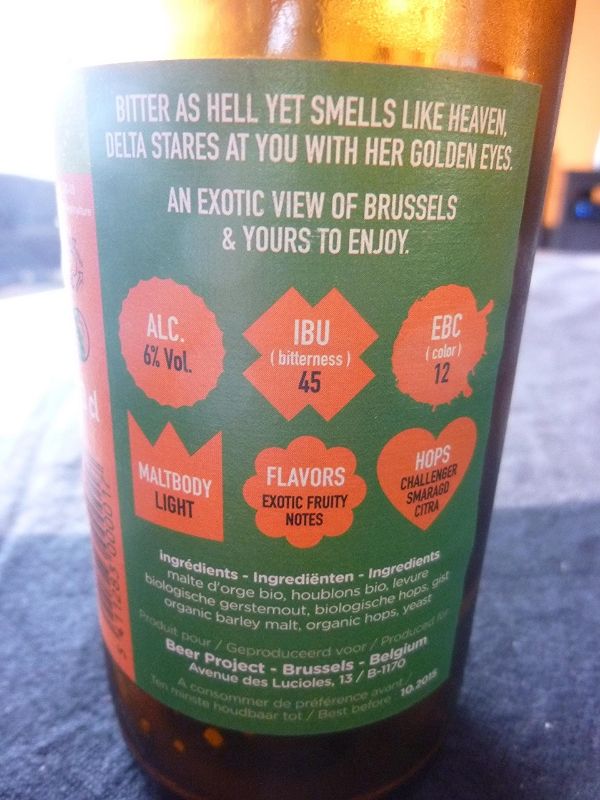 BITTER AS HELL YET SMELLS LIKE HEAVEN,
DELTA STARES AT YOU WITH HER GOLDEN EYES.
AN EXOTIC VIEW OF BRUSSELS
& YOURS TO ENJOY.
ALC.
6% Vol.
IBU
( bitterness )
45
EBC
( color )
12
MALTBODY
LIGHT
FLAVORS
EXOTIC FRUITY
NOTES
HOPS
CHALLENGER
SMARAGD
CITRA
ingrédients - Ingrediënten - Ingredients
malte d'orge bio, houblons bio, levure
biologische gerstemout, biologische hops, gist
organic barley malt, organic hops, yeast
Produit pour / Geproduceerd voor / Produced for
Beer Project - Brussels - Belgium
Avenue des Lucioles, 13 / B-1170
A consommer de préférence avant /
Ten minste houdbaar tot / Best before 10.2015